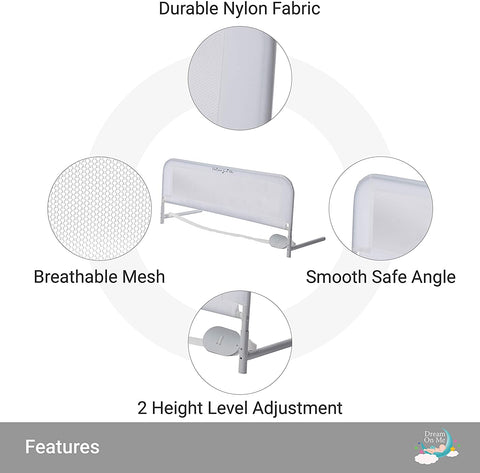 Durable Nylon Fabric
Breathable Mesh
Smooth Safe Angle
2 Height Level Adjustment
Features
Dream
On Me